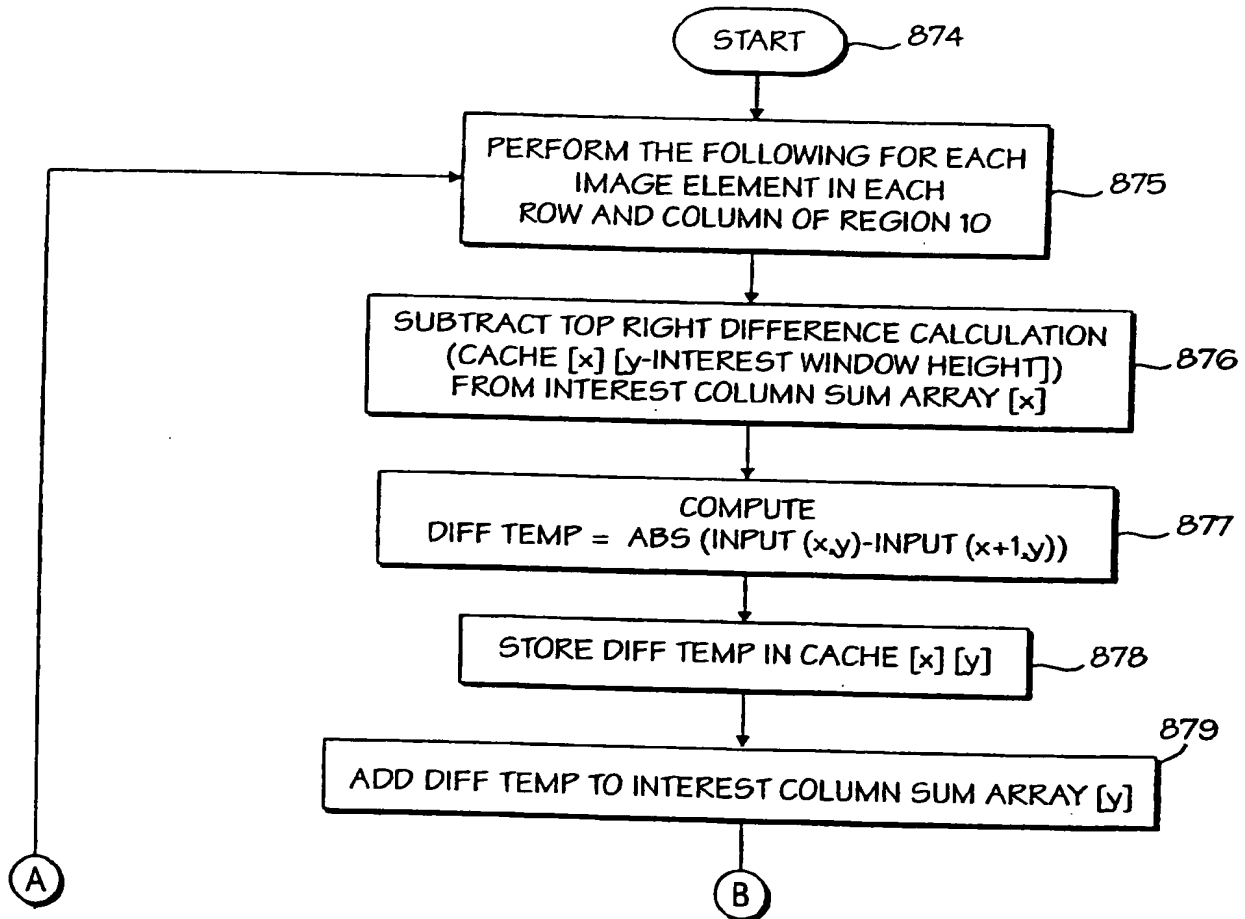 START
874
PERFORM THE FOLLOWING FOR EACH
IMAGE ELEMENT IN EACH
ROW AND COLUMN OF REGION 10
875
SUBTRACT TOP RIGHT DIFFERENCE CALCULATION
(CACHE [x] [y-INTEREST WINDOW HEIGHT])
FROM INTEREST COLUMN SUM ARRAY [x]
876
COMPUTE
DIFF TEMP = ABS (INPUT (x,y)-INPUT (x+1,y))
877
STORE DIFF TEMP IN CACHE [x] [y]
878
879
ADD DIFF TEMP TO INTEREST COLUMN SUM ARRAY [y]
A
B